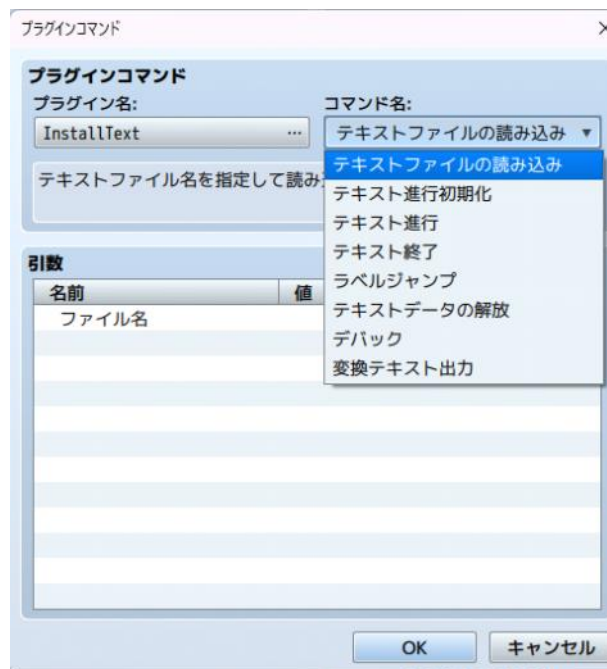 プラグインコマンド
プラグインコマンド
プラグイン名:
コマンド名:
InstallText
テキストファイルの読み込み
テキストファイル名を指定して読み
テキストファイルの読み込み
テキスト進行初期化
テキスト進行
テキスト終了
ラベルジャンプ
テキストデータの解放
デバック
変換テキスト出力
引数
名前
値
ファイル名
OK
キャンセル